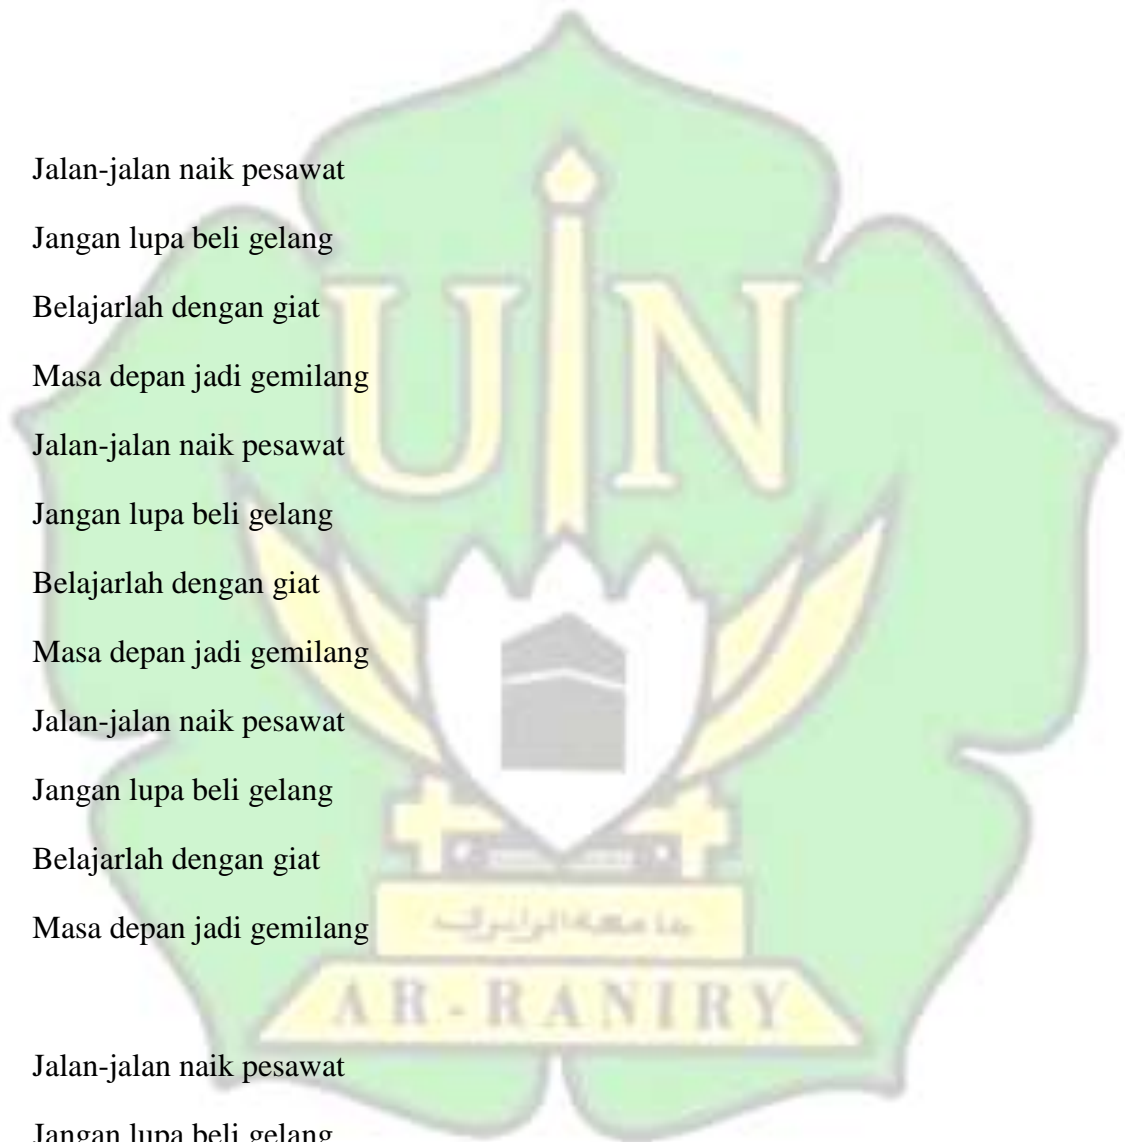 Jalan-jalan naik pesawat
Jangan lupa beli gelang
Belajarlah dengan giat
Masa depan jadi gemilang
Jalan-jalan naik pesawat
Jangan lupa beli gelang
Belajarlah dengan giat
Masa depan jadi gemilang
Jalan-jalan naik pesawat
Jangan lupa beli gelang
Belajarlah dengan giat
Masa depan jadi gemilang
Jalan-jalan naik pesawat
Jangan lupa beli gelang
UIN
AR-RANIRY